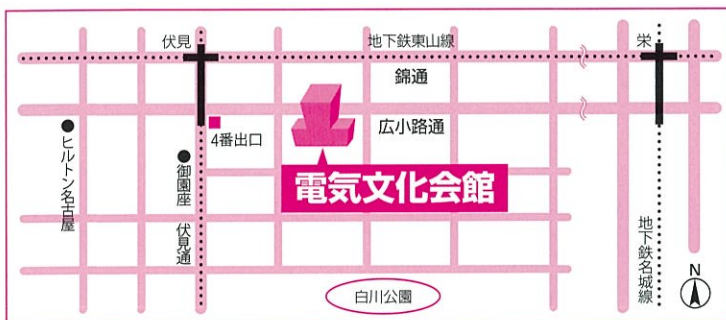 伏見
地下鉄東山線
栄
錦通
広小路通
4番出口
ヒルトン名古屋
御園座
電気文化会館
伏見通
地下鉄名城線
白川公園
N